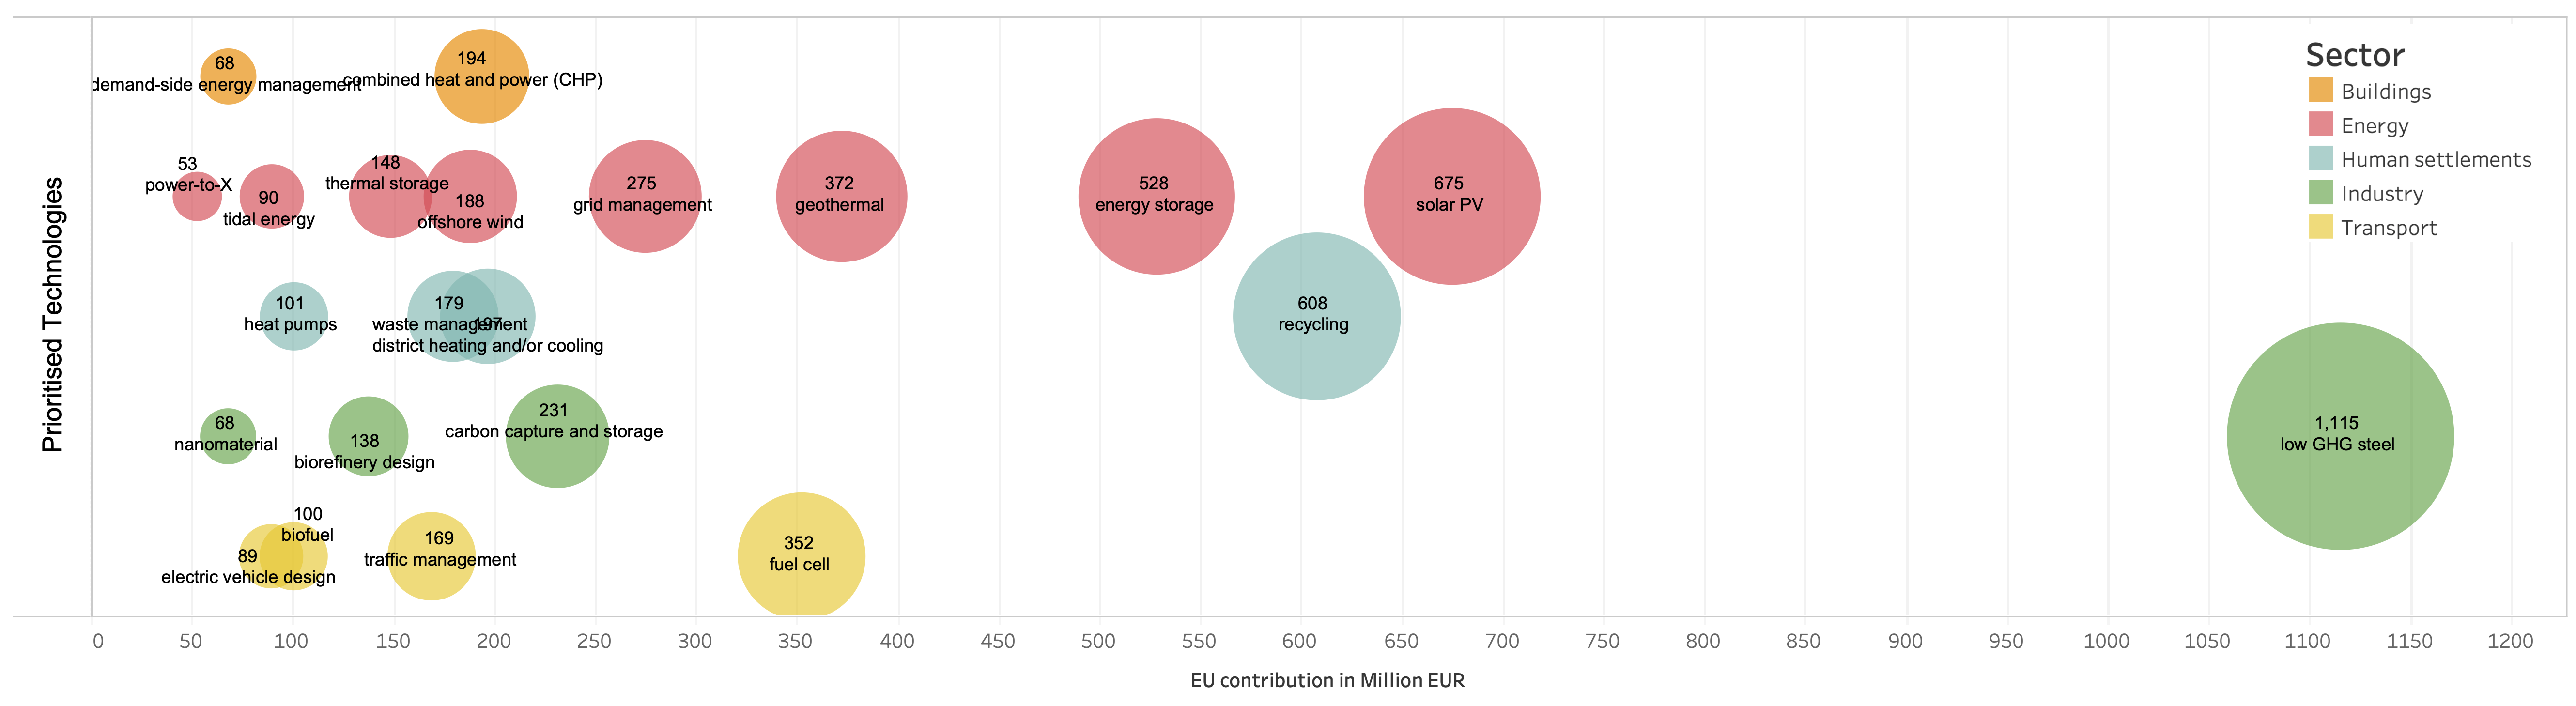 68
demand-side energy management
194
combined heat and power (CHP)
Sector
Buildings
Energy
Human settlements
Industry
Transport
53
power-to-X
90
tidal energy
148
thermal storage
188
offshore wind
275
grid management
372
geothermal
528
energy storage
675
solar PV
101
heat pumps
179
waste management
197
district heating and/or cooling
608
recycling
68
nanomaterial
138
biorefinery design
231
carbon capture and storage
1,115
low GHG steel
100
biofuel
89
electric vehicle design
169
traffic management
352
fuel cell
Prioritised Technologies
0 50 100 150 200 250 300 350 400 450 500 550 600 650 700 750 800 850 900 950 1000 1050 1100 1150 1200
EU contribution in Million EUR